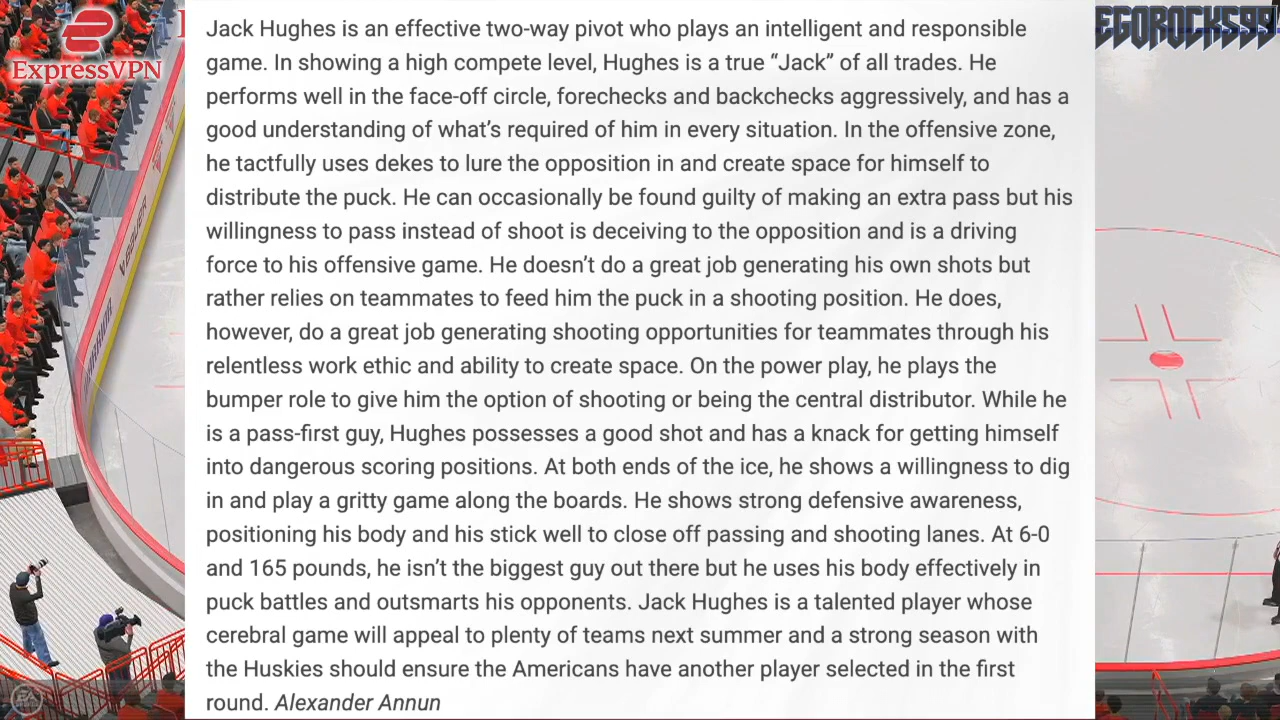 ExpressVPN
EGOROCKS99
Jack Hughes is an effective two-way pivot who plays an intelligent and responsible
game. In showing a high compete level, Hughes is a true “Jack” of all trades. He
performs well in the face-off circle, forechecks and backchecks aggressively, and has a
good understanding of what’s required of him in every situation. In the offensive zone,
he tactfully uses dekes to lure the opposition in and create space for himself to
distribute the puck. He can occasionally be found guilty of making an extra pass but his
willingness to pass instead of shoot is deceiving to the opposition and is a driving
force to his offensive game. He doesn’t do a great job generating his own shots but
rather relies on teammates to feed him the puck in a shooting position. He does,
however, do a great job generating shooting opportunities for teammates through his
relentless work ethic and ability to create space. On the power play, he plays the
bumper role to give him the option of shooting or being the central distributor. While he
is a pass-first guy, Hughes possesses a good shot and has a knack for getting himself
into dangerous scoring positions. At both ends of the ice, he shows a willingness to dig
in and play a gritty game along the boards. He shows strong defensive awareness,
positioning his body and his stick well to close off passing and shooting lanes. At 6-0
and 165 pounds, he isn’t the biggest guy out there but he uses his body effectively in
puck battles and outsmarts his opponents. Jack Hughes is a talented player whose
cerebral game will appeal to plenty of teams next summer and a strong season with
the Huskies should ensure the Americans have another player selected in the first
round. Alexander Annun